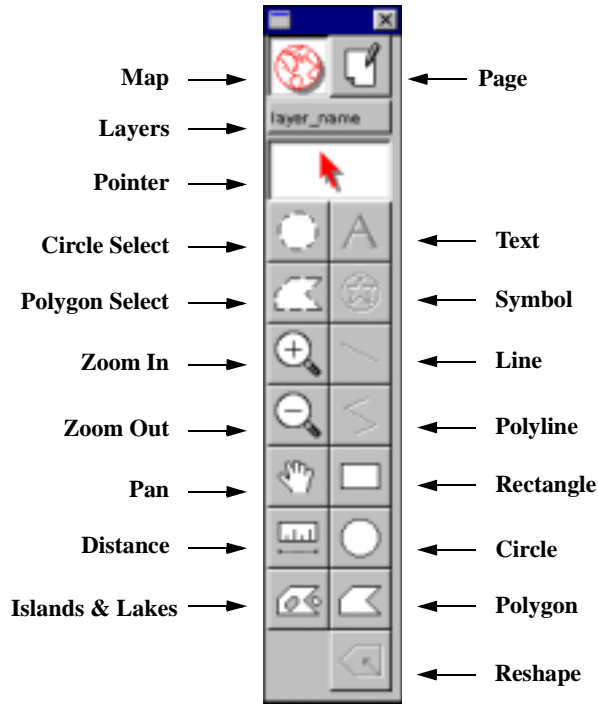 Map
Page
layer_name
Layers
Pointer
Circle Select
Text
Polygon Select
Symbol
Zoom In
Line
Zoom Out
Polyline
Pan
Rectangle
Distance
Circle
Islands & Lakes
Polygon
Reshape